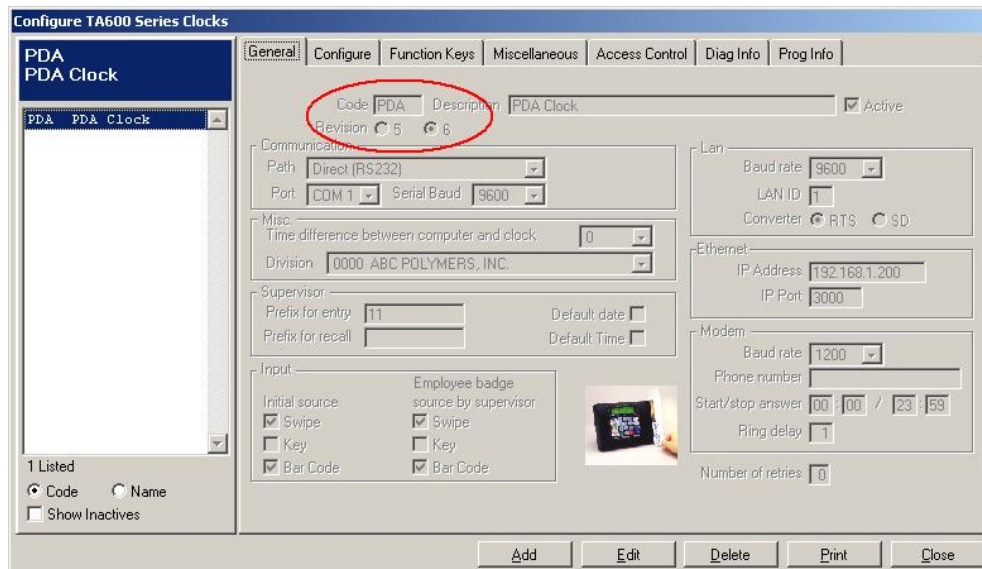 Configure TA600 Series Clocks
PDA
PDA Clock
PDA PDA Clock
1 Listed
Code Name
Show Inactives
General Configure Function Keys Miscellaneous Access Control Diag Info Prog Info
Code PDA Description PDA Clock Active
Revision 5 6
Communication
Path Direct (RS232)
Port COM 1 Serial Baud 9600
Misc.
Time difference between computer and clock 0
Division 0000 ABC POLYMERS, INC.
Supervisor
Prefix for entry 11 Default date
Prefix for recall Default Time
Input
Initial source
Swipe
Key
Bar Code
Employee badge
source by supervisor
Swipe
Key
Bar Code
Lan
Baud rate 9600
LAN ID 1
Converter RTS SD
Ethernet
IP Address 192.168.1.200
IP Port 3000
Modem
Baud rate 1200
Phone number
Start/stop answer 00 : 00 / 23 : 59
Ring delay 1
Number of retries 0
Add Edit Delete Print Close